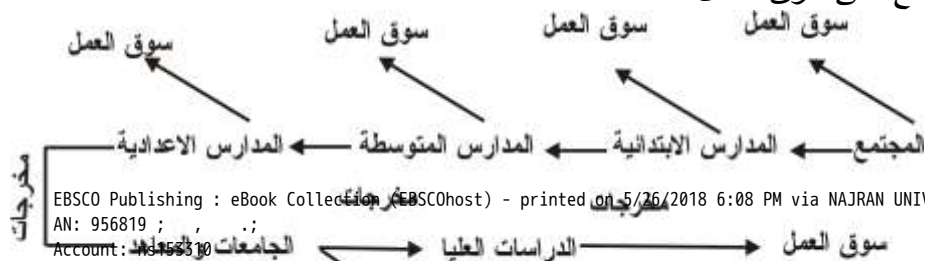 سوق العمل سوق العمل سوق العمل سوق العمل
المجتمع المدارس الابتدائية المدارس المتوسطة المدارس الاعدادية
مخرجات
مخرجات
EBSCO Publishing : eBook Collection (EBSCOhost) - printed on 5/26/2018 6:08 PM via NAJRAN UNIV
AN: 956819 ; , .;
سوق العمل الدراسات العليا الجامعات
Account: